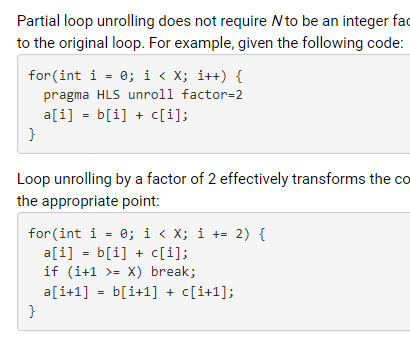 Partial loop unrolling does not require N to be an integer fac
to the original loop. For example, given the following code:
for(int i = 0; i < X; i++) {
  pragma HLS unroll factor=2
  a[i] = b[i] + c[i];
}
Loop unrolling by a factor of 2 effectively transforms the co
the appropriate point:
for(int i = 0; i < X; i += 2) {
  a[i] = b[i] + c[i];
  if (i+1 >= X) break;
  a[i+1] = b[i+1] + c[i+1];
}